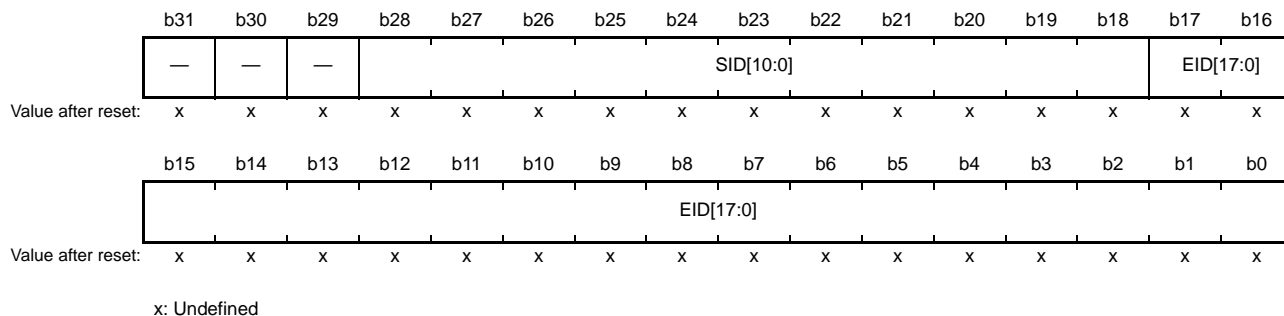 b31 b30 b29 b28 b27 b26 b25 b24 b23 b22 b21 b20 b19 b18 b17 b16
— — — SID[10:0] EID[17:0]
Value after reset: x x x x x x x x x x x x x x x x
b15 b14 b13 b12 b11 b10 b9 b8 b7 b6 b5 b4 b3 b2 b1 b0
EID[17:0]
Value after reset: x x x x x x x x x x x x x x x x
x: Undefined